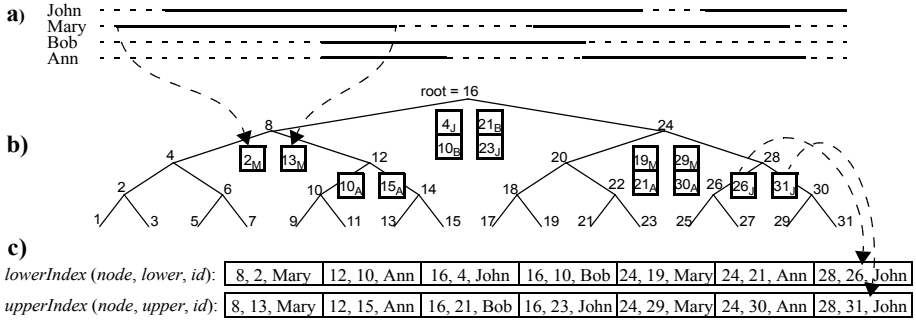 a)
John
Mary
Bob
Ann
root = 16
b)
8 24
4J 21B
10B 23J
2M 13M
19M 29M
21A 30A
4 12 20 28
10A 15A
26J 31J
2 6 10 14 18 22 26 30
1 3 5 7 9 11 13 15 17 19 21 23 25 27 29 31
c)
lowerIndex (node, lower, id): 8, 2, Mary 12, 10, Ann 16, 4, John 16, 10, Bob 24, 19, Mary 24, 21, Ann 28, 26, John
upperIndex (node, upper, id): 8, 13, Mary 12, 15, Ann 16, 21, Bob 16, 23, John 24, 29, Mary 24, 30, Ann 28, 31, John